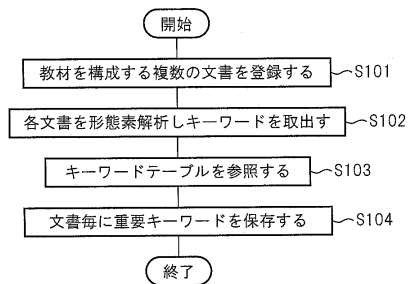 開始
教材を構成する複数の文書を登録する
S101
各文書を形態素解析しキーワードを取出す
S102
キーワードテーブルを参照する
S103
文書毎に重要キーワードを保存する
S104
終了